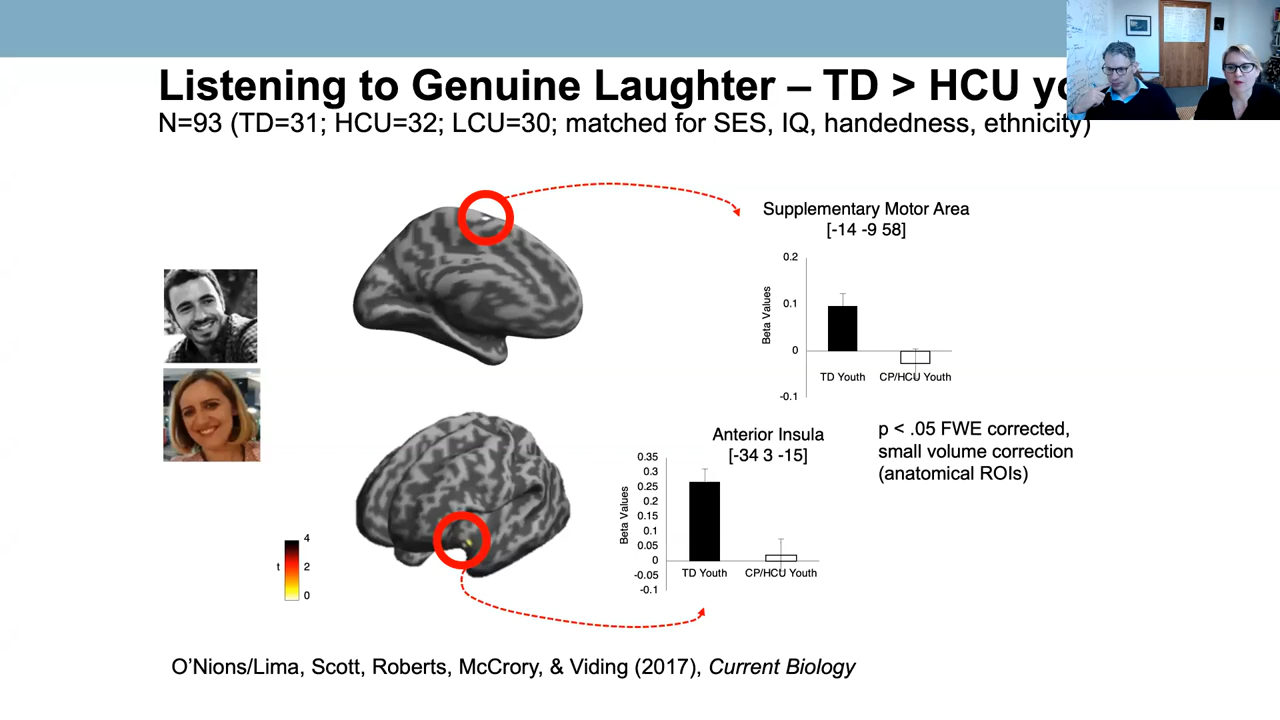 Listening to Genuine Laughter – TD > HCU yo
N=93 (TD=31; HCU=32; LCU=30; matched for SES, IQ, handedness, ethnicity)
Supplementary Motor Area
[-14 -9 58]
0.2
0.1
0
-0.1
Beta Values
TD Youth
CP/HCU Youth
Anterior Insula
[-34 3 -15]
0.35
0.3
0.25
0.2
0.15
0.1
0.05
0
-0.05
-0.1
Beta Values
TD Youth
CP/HCU Youth
p < .05 FWE corrected,
small volume correction
(anatomical ROIs)
4
t
2
0
O'Nions/Lima, Scott, Roberts, McCrory, & Viding (2017), Current Biology